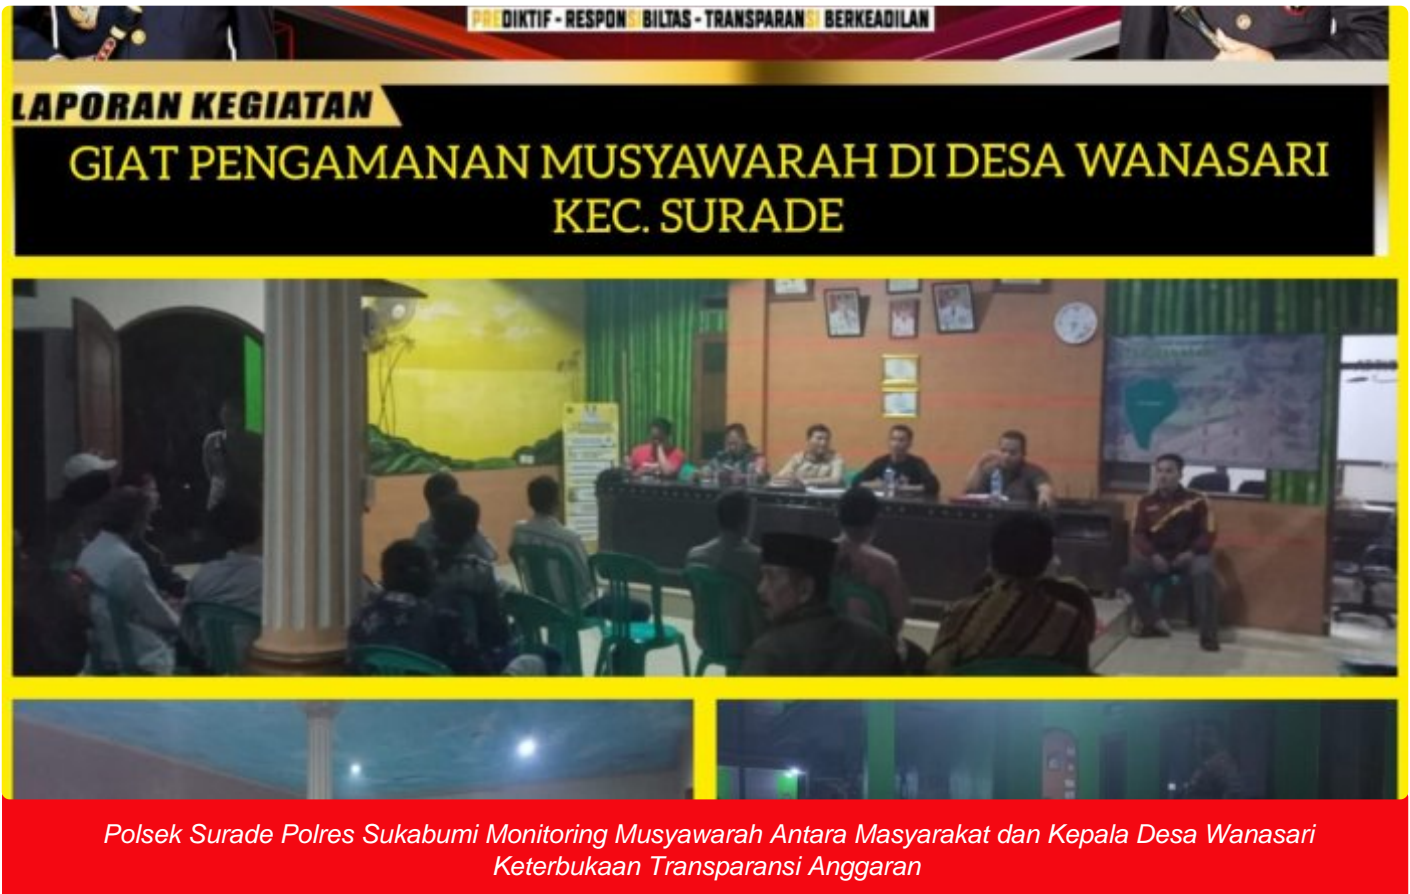 PREDIKTIF - RESPONSIBILTAS - TRANSPARANSI BERKEADILAN
LAPORAN KEGIATAN
GIAT PENGAMANAN MUSYAWARAH DI DESA WANASARI
KEC. SURADE
Polsek Surade Polres Sukabumi Monitoring Musyawarah Antara Masyarakat dan Kepala Desa Wanasari
Keterbukaan Transparansi Anggaran